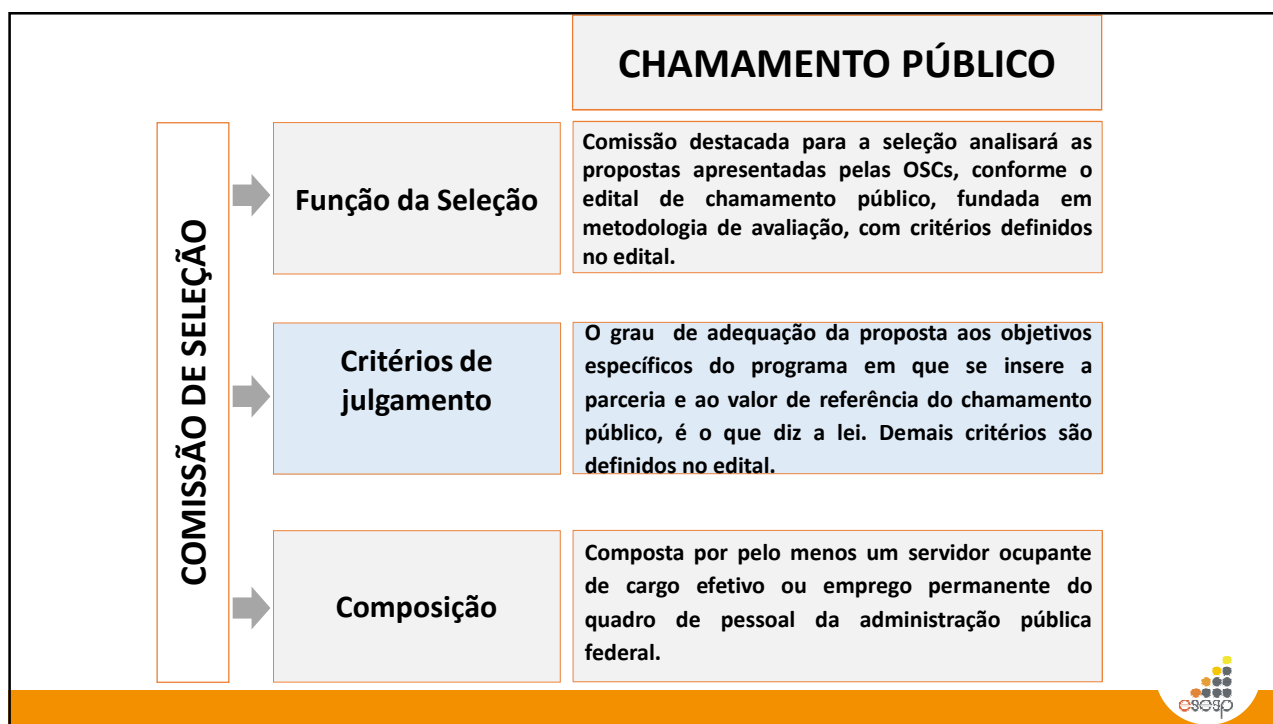 CHAMAMENTO PÚBLICO
COMISSÃO DE SELEÇÃO
Função da Seleção
Comissão destacada para a seleção analisará as
propostas apresentadas pelas OSCs, conforme o
edital de chamamento público, fundada em
metodologia de avaliação, com critérios definidos
no edital.
Critérios de
julgamento
O grau de adequação da proposta aos objetivos
específicos do programa em que se insere a
parceria e ao valor de referência do chamamento
público, é o que diz a lei. Demais critérios são
definidos no edital.
Composição
Composta por pelo menos um servidor ocupante
de cargo efetivo ou emprego permanente do
quadro de pessoal da administração pública
federal.
esesp